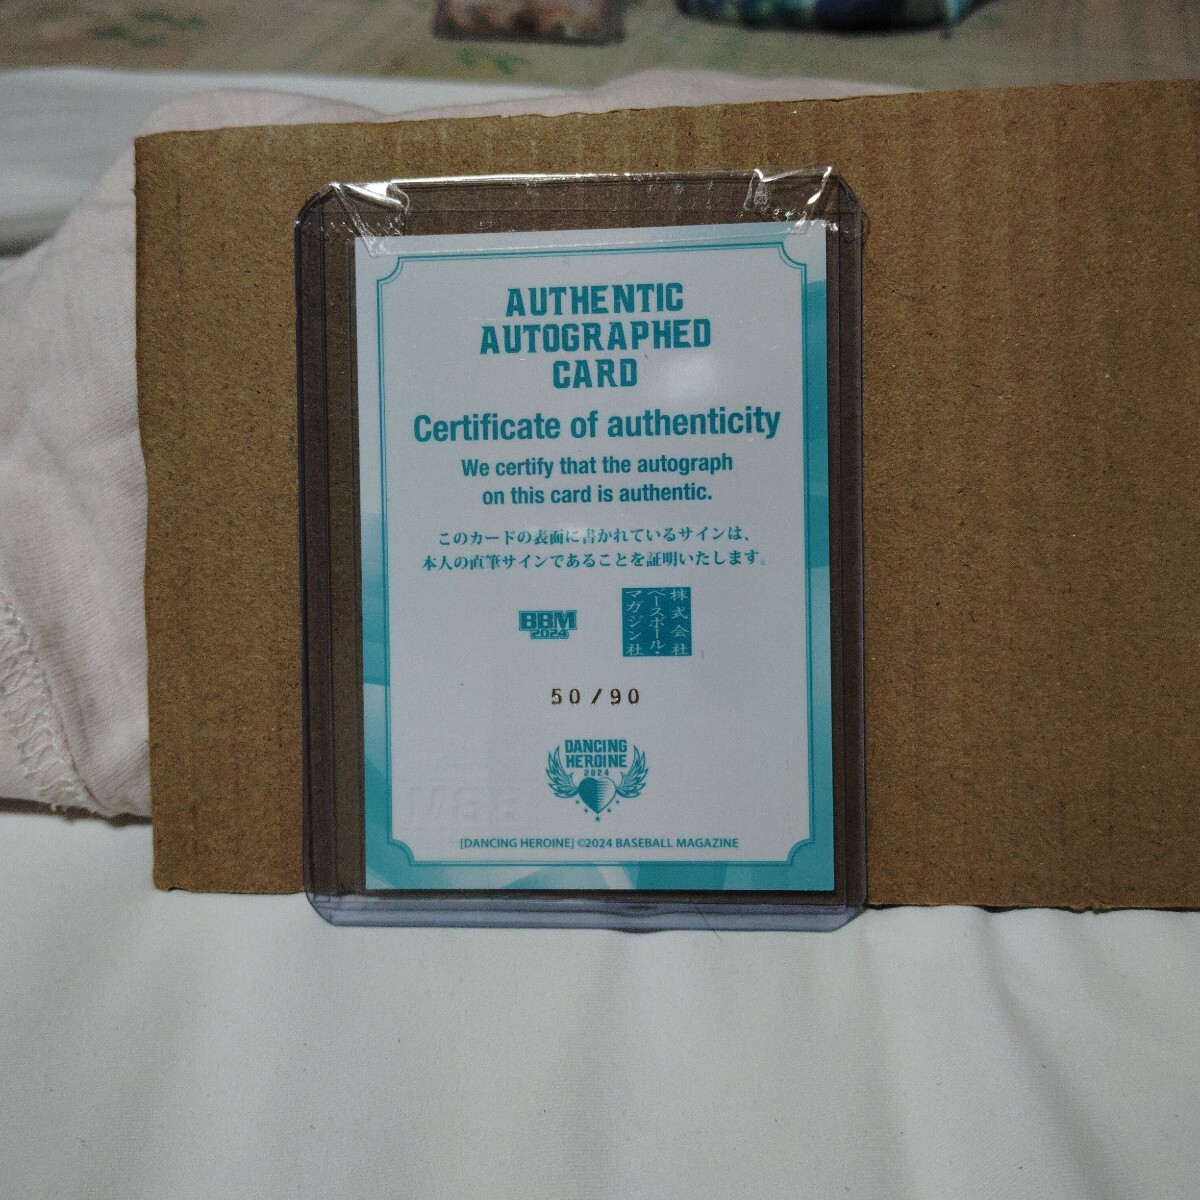 AUTHENTIC
AUTOGRAPHED
CARD
Certificate of authenticity
We certify that the autograph
on this card is authentic.
このカードの表面に書かれているサインは、
本人の直筆サインであることを証明いたします。
BBM
2024
株式会社
ベースボール・
マガジン社
50/90
DANCING
HEROINE
2024
[DANCING HEROINE] ©2024 BASEBALL MAGAZINE